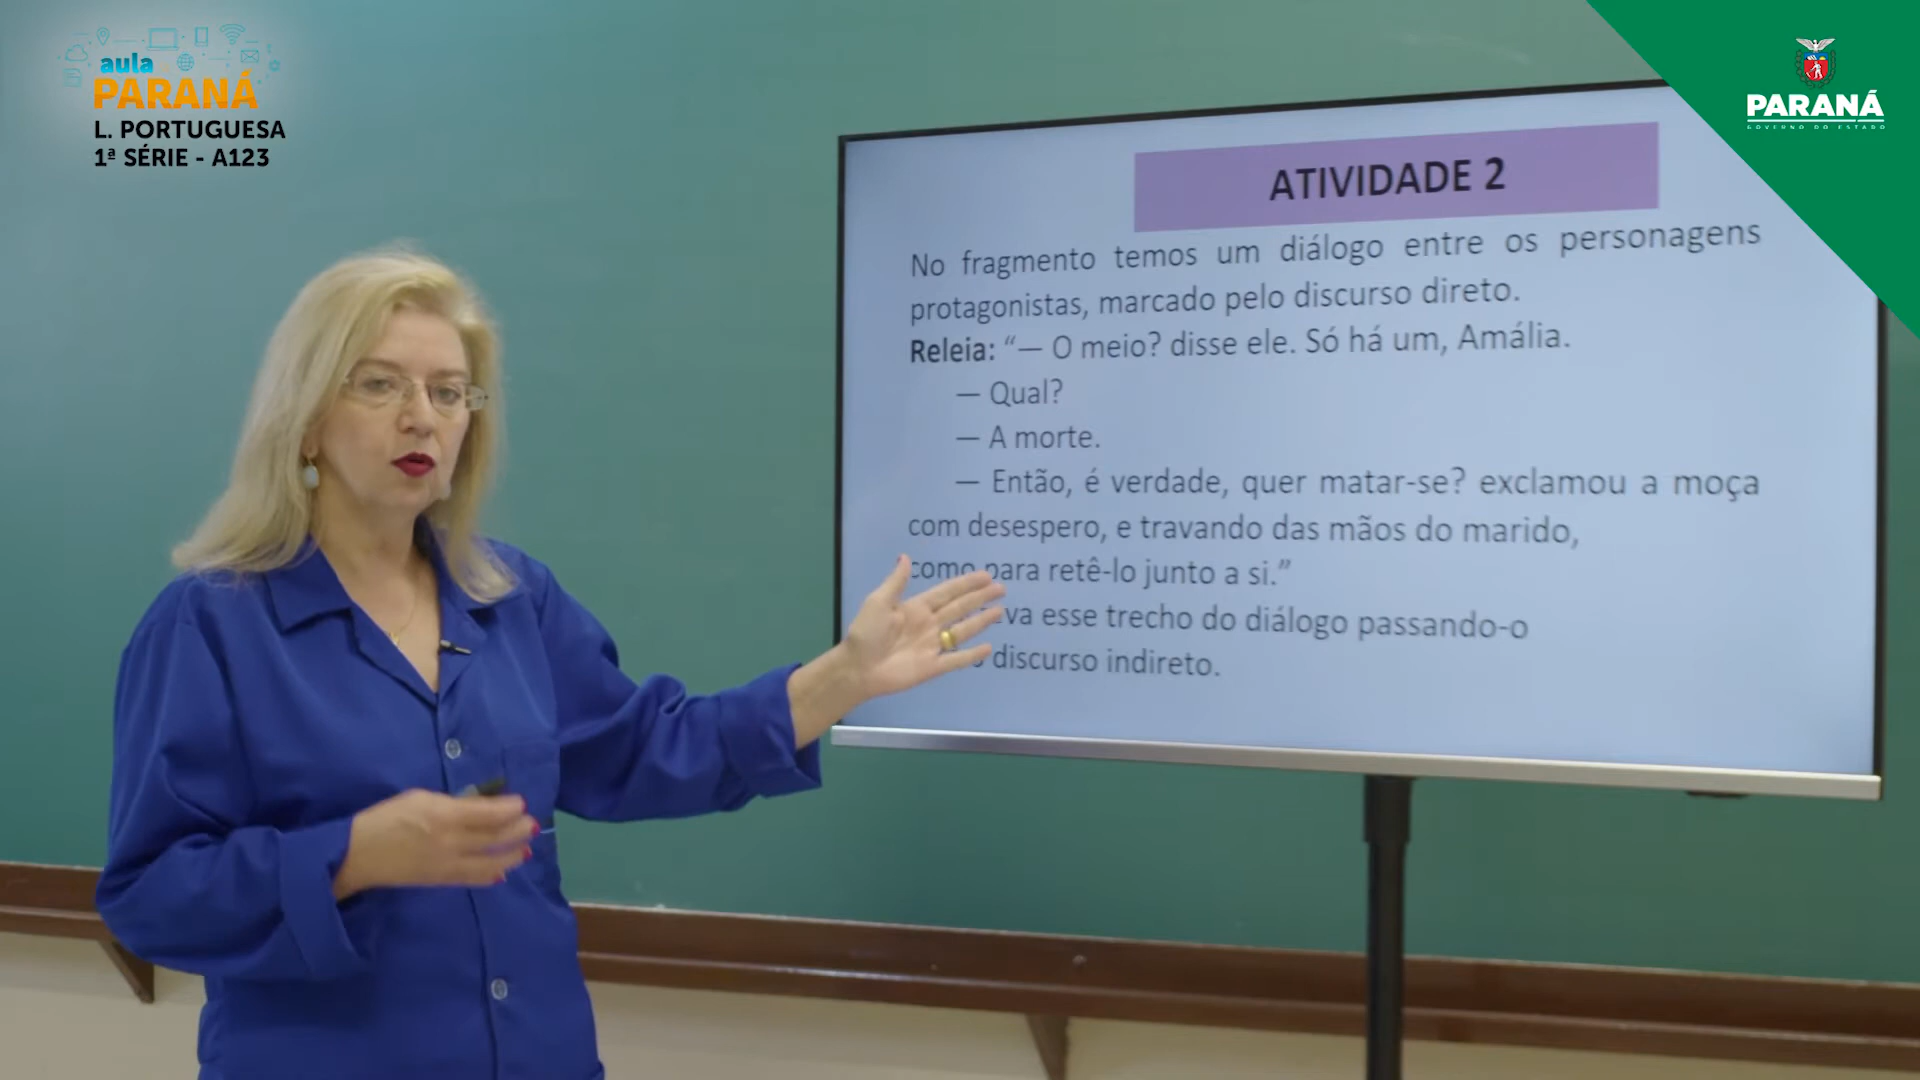 aula
PARANÁ
L. PORTUGUESA
1ª SÉRIE - A123
PARANÁ
GOVERNO DO ESTADO
ATIVIDADE 2
No fragmento temos um diálogo entre os personagens
protagonistas, marcado pelo discurso direto.
Releia: “— O meio? disse ele. Só há um, Amália.
— Qual?
— A morte.
— Então, é verdade, quer matar-se? exclamou a moça
com desespero, e travando das mãos do marido,
como para retê-lo junto a si.”
esse trecho do diálogo passando-o
discurso indireto.